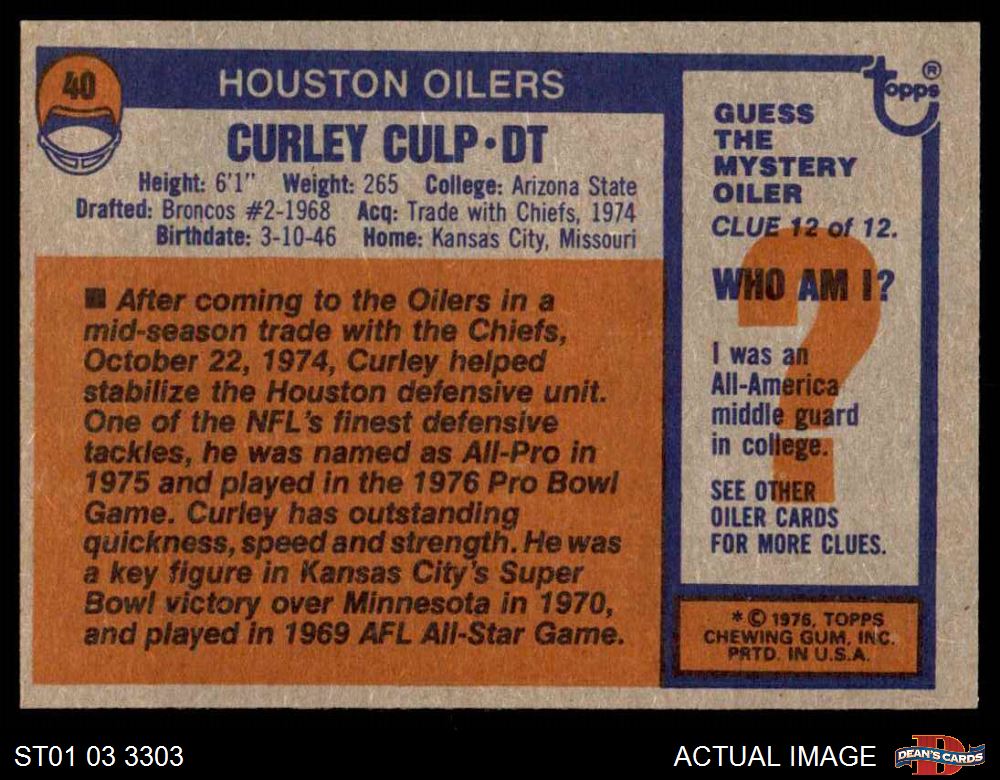 40
HOUSTON OILERS
CURLEY CULP•DT
Height: 6'1" Weight: 265 College: Arizona State
Drafted: Broncos #2-1968 Acq: Trade with Chiefs, 1974
Birthdate: 3-10-46 Home: Kansas City, Missouri
■ After coming to the Oilers in a
mid-season trade with the Chiefs,
October 22, 1974, Curley helped
stabilize the Houston defensive unit.
One of the NFL's finest defensive
tackles, he was named as All-Pro in
1975 and played in the 1976 Pro Bowl
Game. Curley has outstanding
quickness, speed and strength. He was
a key figure in Kansas City's Super
Bowl victory over Minnesota in 1970,
and played in 1969 AFL All-Star Game.
topps®
GUESS
THE
MYSTERY
OILER
CLUE 12 of 12.
?
WHO AM I?
I was an
All-America
middle guard
in college.
SEE OTHER
OILER CARDS
FOR MORE CLUES.
* © 1976, TOPPS
CHEWING GUM, INC.
PRTD. IN U.S.A.
ST01 03 3303
ACTUAL IMAGE
D
DEAN'S CARDS